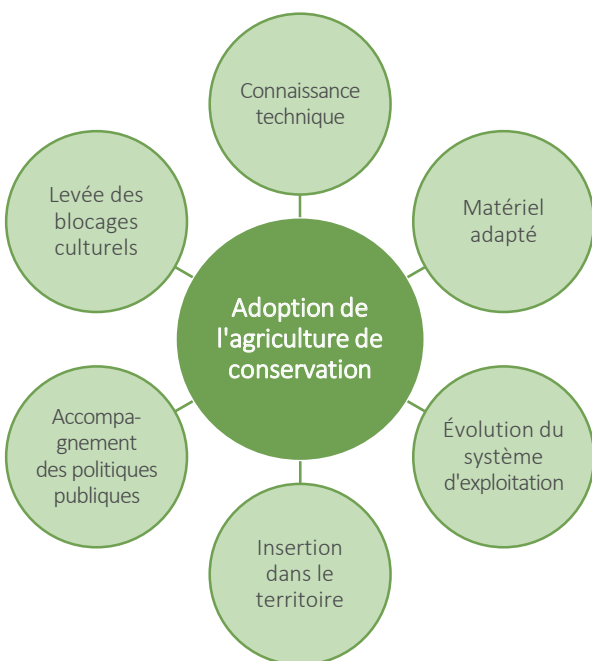 Connaissance
technique
Matériel
adapté
Évolution du
système
d'exploitation
Insertion
dans le
territoire
Accompa-
gnement
des politiques
publiques
Levée des
blocages
culturels
Adoption de
l'agriculture de
conservation